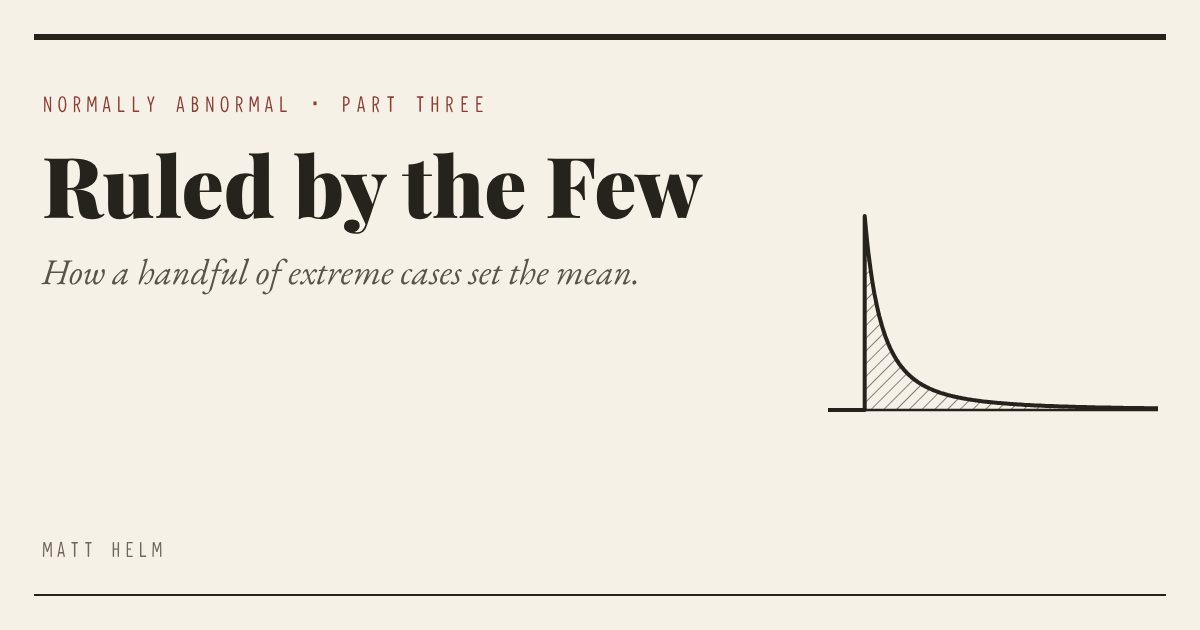 NORMALLY ABNORMAL · PART THREE
Ruled by the Few
How a handful of extreme cases set the mean.
MATT HELM